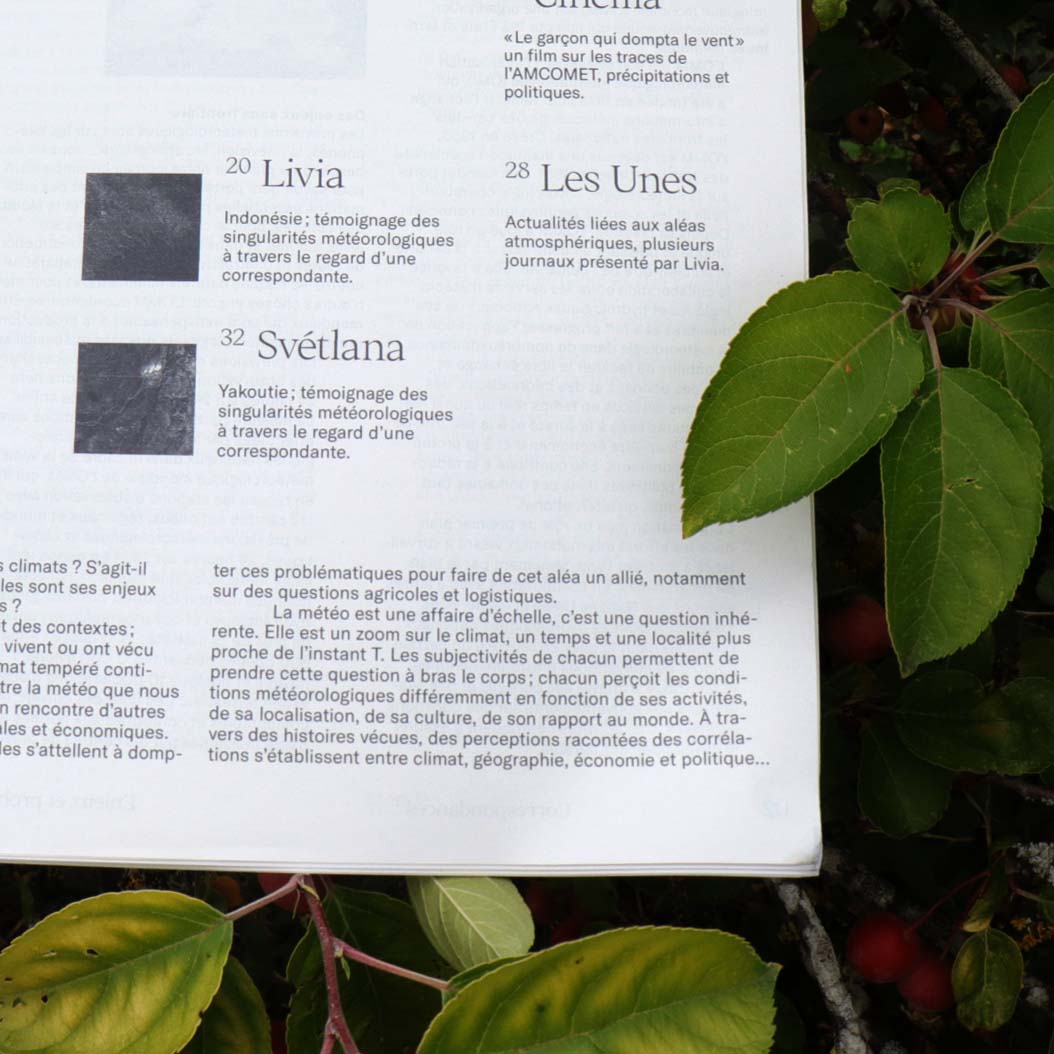 Cinéma
«Le garçon qui dompta le vent»
un film sur les traces de
l'AMCOMET, précipitations et
politiques.
20 Livia
Indonésie; témoignage des
singularités météorologiques
à travers le regard d'une
correspondante.
28 Les Unes
Actualités liées aux aléas
atmosphériques, plusieurs
journaux présenté par Livia.
32 Svétlana
Yakoutie; témoignage des
singularités météorologiques
à travers le regard d'une
correspondante.
s climats ? S'agit-il
les sont ses enjeux
s ?
t des contextes;
vivent ou ont vécu
mat tempéré conti-
tre la météo que nous
n rencontre d'autres
ales et économiques.
les s'attellent à domp-
ter ces problématiques pour faire de cet aléa un allié, notamment
sur des questions agricoles et logistiques.
La météo est une affaire d'échelle, c'est une question inhé-
rente. Elle est un zoom sur le climat, un temps et une localité plus
proche de l'instant T. Les subjectivités de chacun permettent de
prendre cette question à bras le corps; chacun perçoit les condi-
tions météorologiques différemment en fonction de ses activités,
de sa localisation, de sa culture, de son rapport au monde. À tra-
vers des histoires vécues, des perceptions racontées des corréla-
tions s'établissent entre climat, géographie, économie et politique...